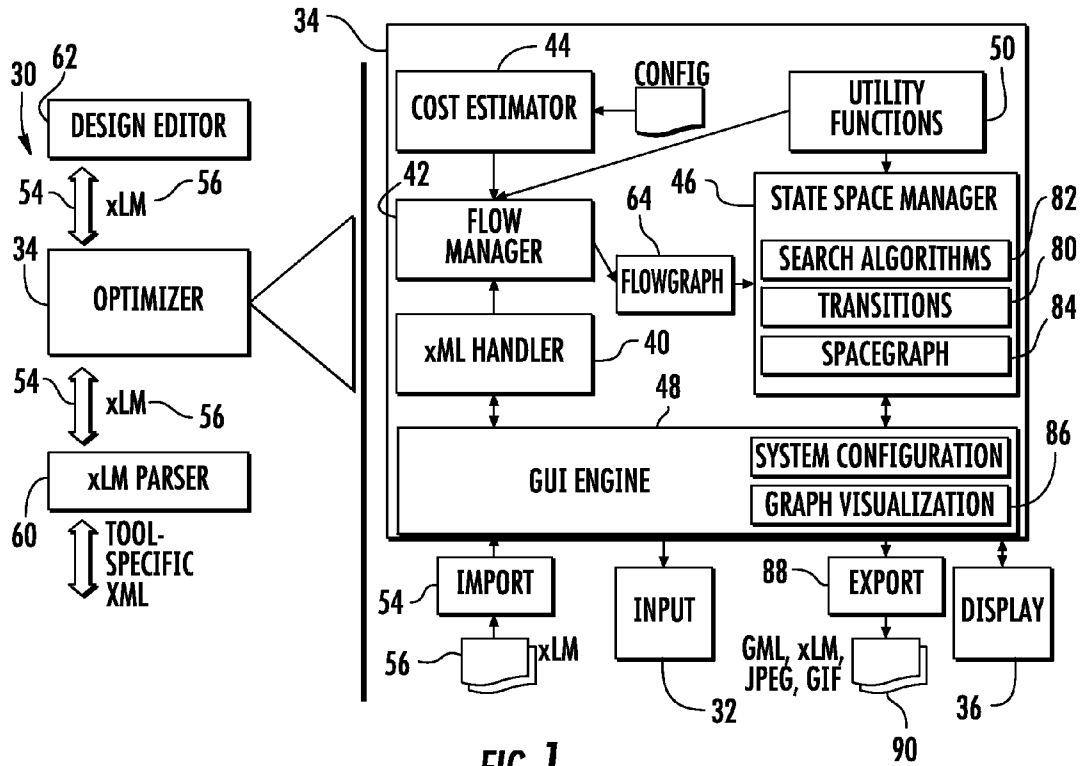 30
62
DESIGN EDITOR
54
xLM
56
34
OPTIMIZER
54
xLM
56
xLM PARSER
60
TOOL-
SPECIFIC
XML
34
44
COST ESTIMATOR
CONFIG
UTILITY
FUNCTIONS
50
42
FLOW
MANAGER
64
FLOWGRAPH
46
STATE SPACE MANAGER
82
SEARCH ALGORITHMS
80
TRANSITIONS
84
SPACEGRAPH
xML HANDLER
40
48
GUI ENGINE
SYSTEM CONFIGURATION
86
GRAPH VISUALIZATION
54
IMPORT
56
xLM
INPUT
32
88
EXPORT
GML, xLM,
JPEG, GIF
90
DISPLAY
36
FIG. 1